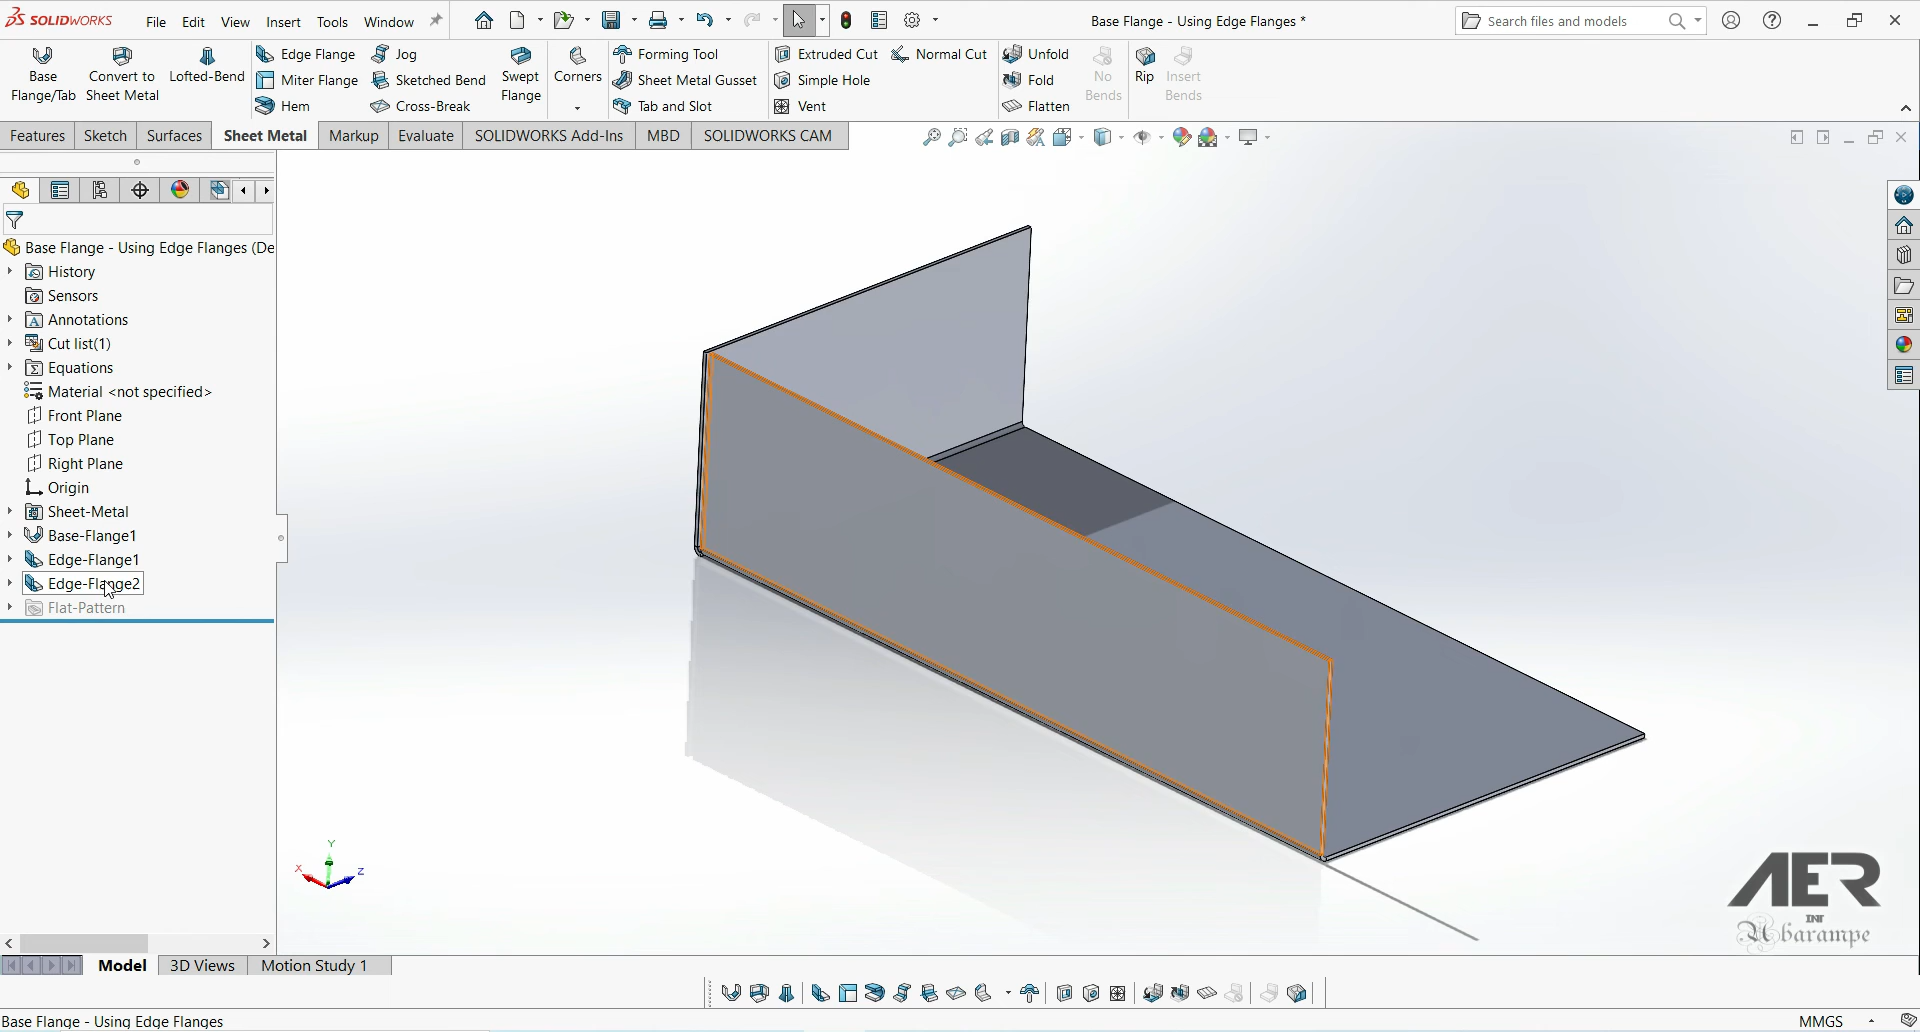 SOLIDWORKS File Edit View Insert Tools Window Base Flange - Using Edge Flanges * Search files and models
Base Flange/Tab
Convert to Sheet Metal
Lofted-Bend
Edge Flange
Miter Flange
Hem
Jog
Sketched Bend
Cross-Break
Swept Flange
Corners
Forming Tool
Sheet Metal Gusset
Tab and Slot
Extruded Cut
Simple Hole
Vent
Normal Cut
Unfold
Fold
Flatten
No Bends
Rip
Insert Bends
Features Sketch Surfaces Sheet Metal Markup Evaluate SOLIDWORKS Add-Ins MBD SOLIDWORKS CAM
Base Flange - Using Edge Flanges (De
History
Sensors
Annotations
Cut list(1)
Equations
Material <not specified>
Front Plane
Top Plane
Right Plane
Origin
Sheet-Metal
Base-Flange1
Edge-Flange1
Edge-Flange2
Flat-Pattern
Y
X
Z
AER
INT
Abarampe
Model 3D Views Motion Study 1
Base Flange - Using Edge Flanges MMGS